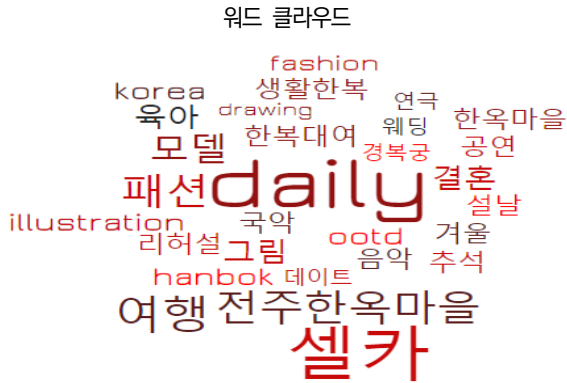 워드 클라우드
fashion
korea 생활한복
육아 drawing 연극 한옥마을
모델 한복대여 웨딩 공연
경복궁
패션 daily 결혼
설날
illustration 국악
리허설 그림 ootd 겨울
음악 추석
hanbok 데이트
여행 전주한옥마을
셀카